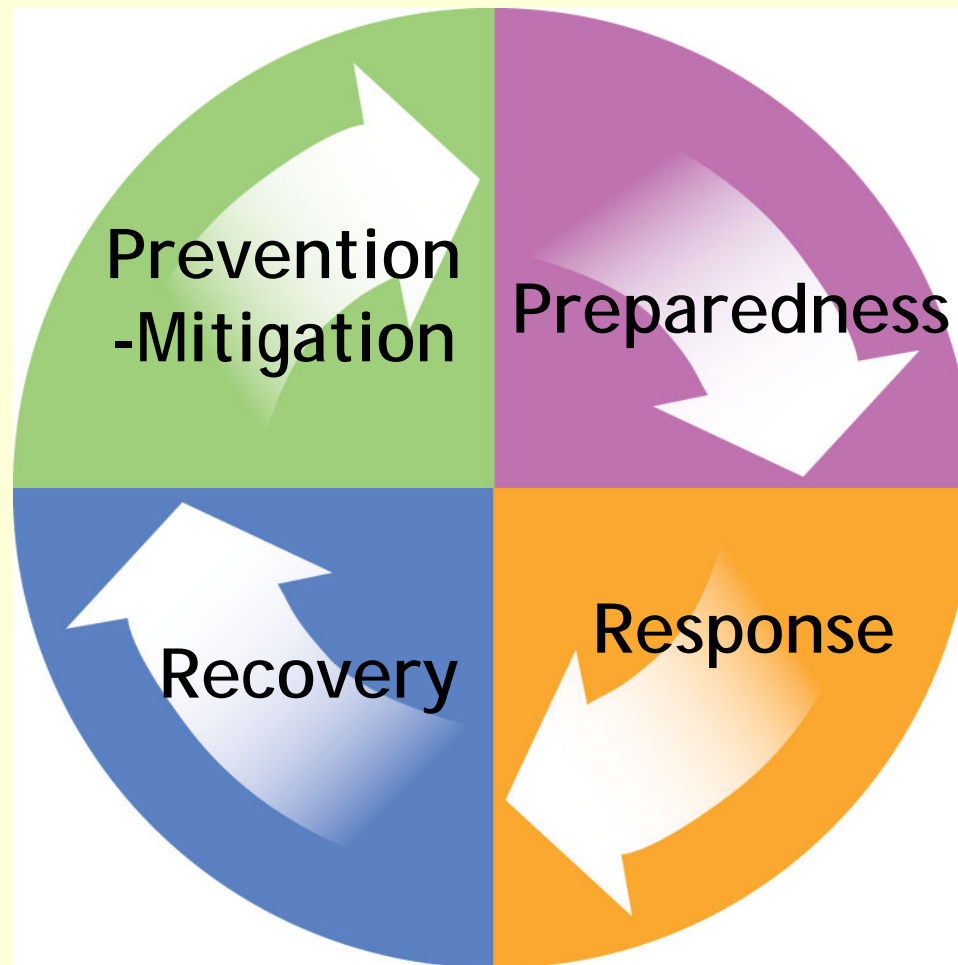 Prevention
-Mitigation
Preparedness
Response
Recovery